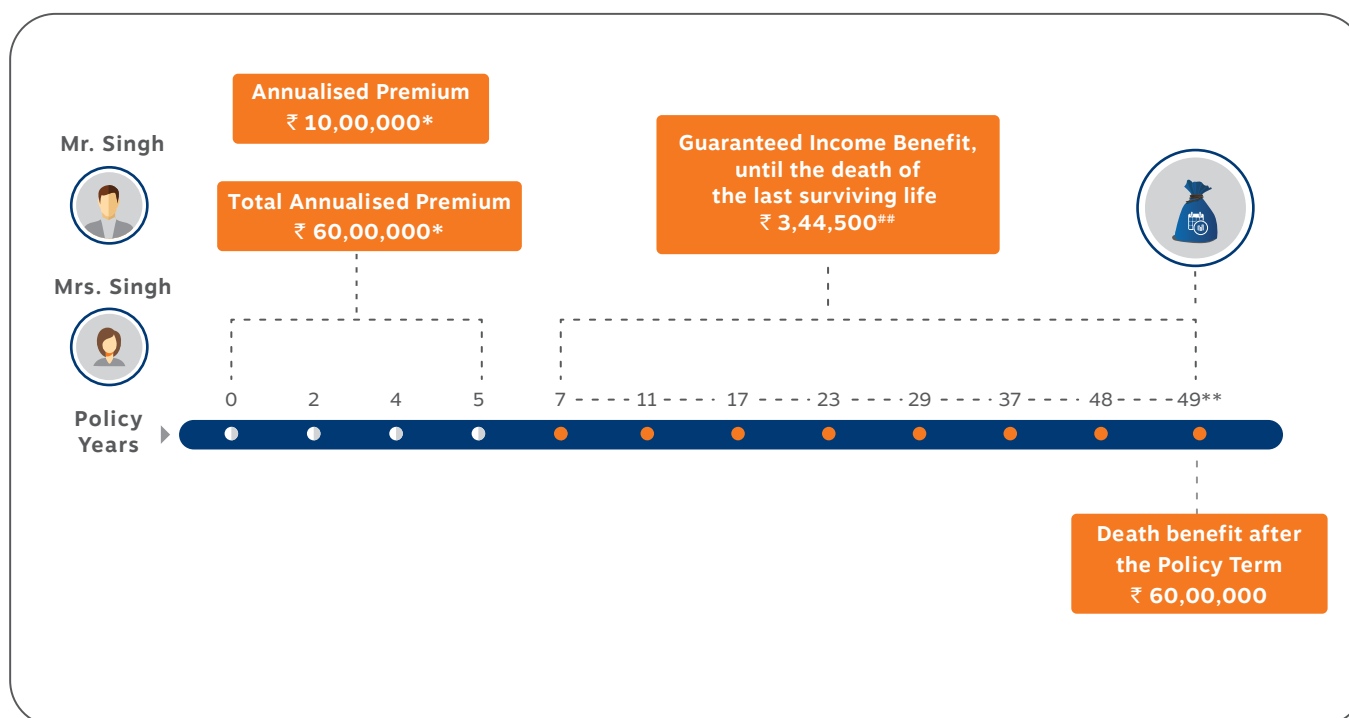 Annualised Premium
₹ 10,00,000*
Mr. Singh
Total Annualised Premium
₹ 60,00,000*
Guaranteed Income Benefit,
until the death of
the last surviving life
₹ 3,44,500##
Mrs. Singh
0 2 4 5 7 11 17 23 29 37 48 49**
Policy
Years
Death benefit after
the Policy Term
₹ 60,00,000